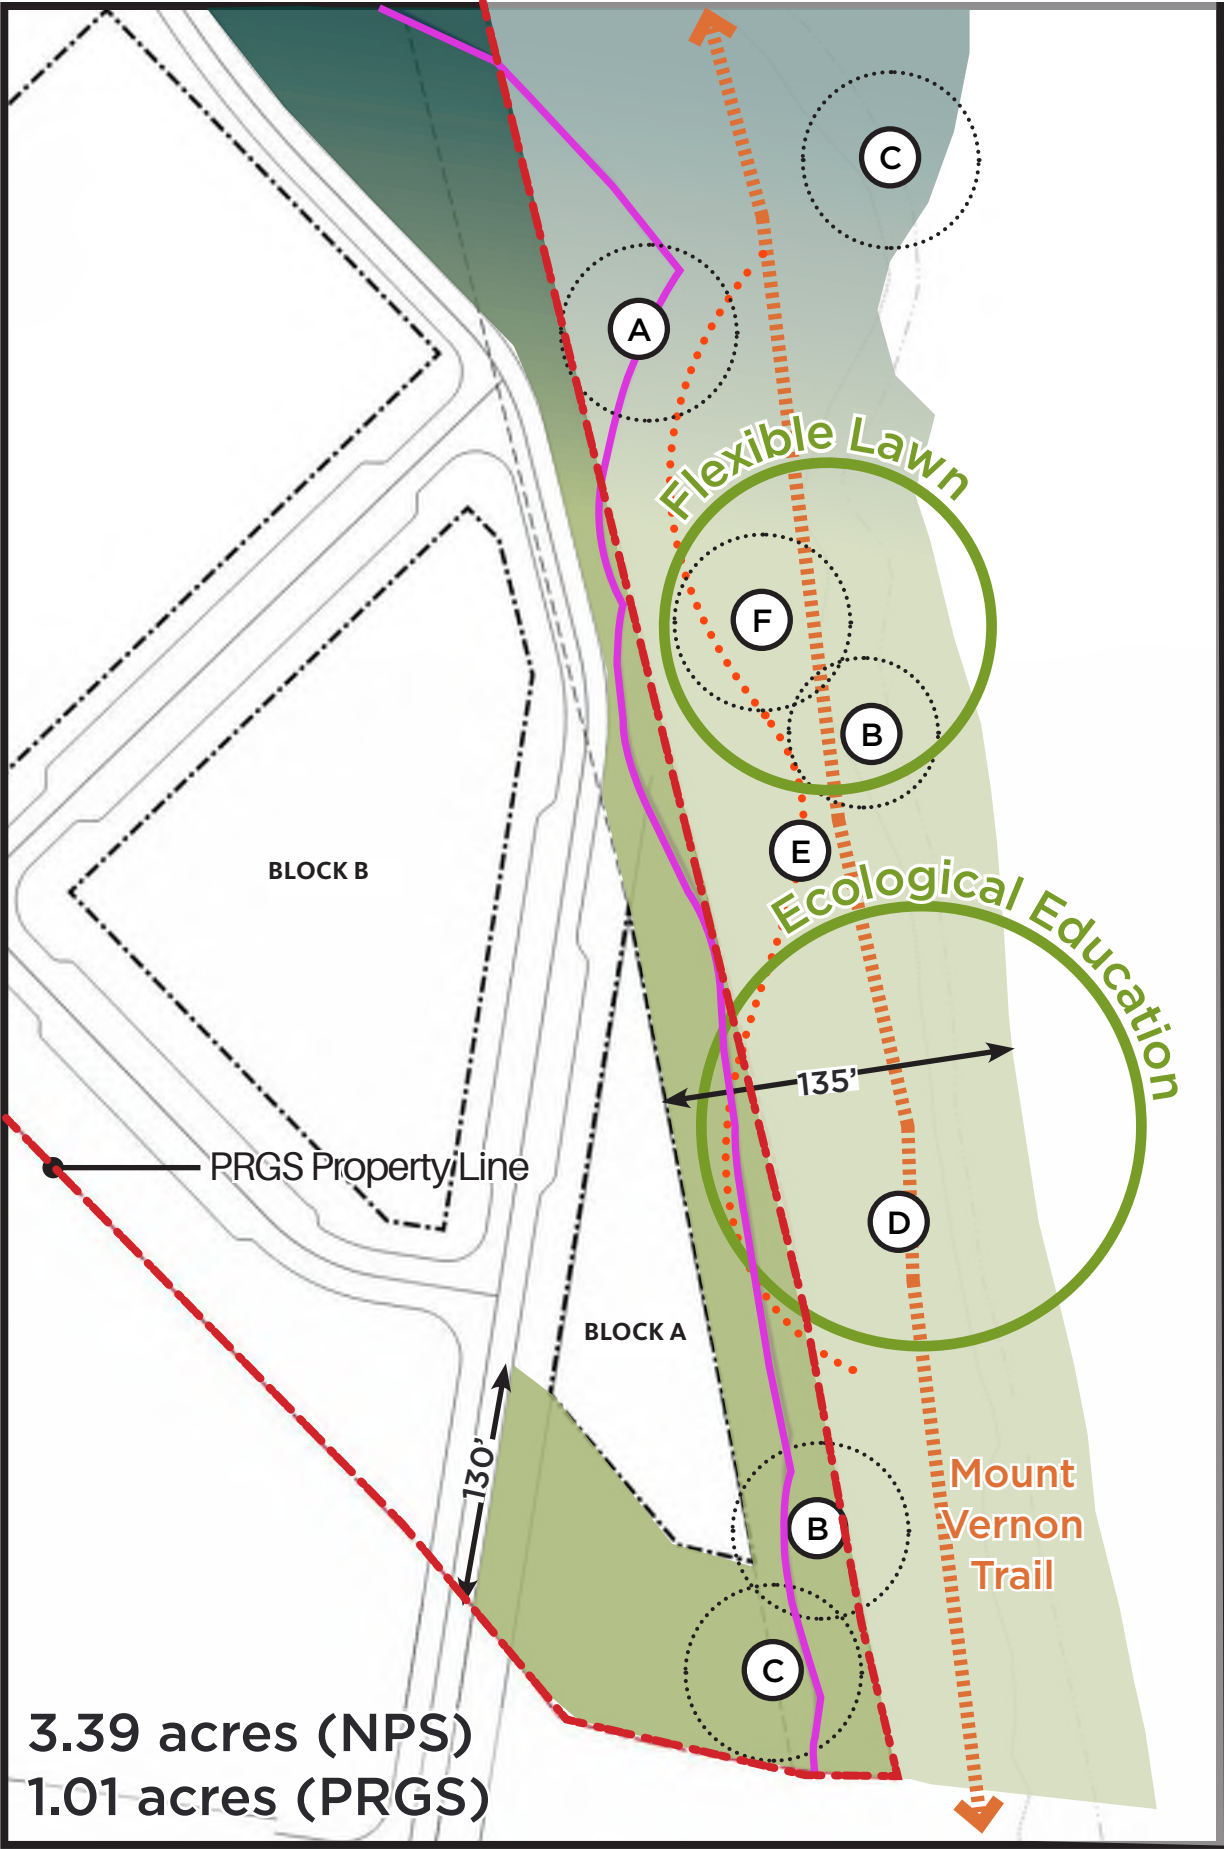 C
A
Flexible Lawn
F
B
E
BLOCK B
Ecological Education
135'
PRGS Property Line
D
BLOCK A
130'
Mount
Vernon
Trail
B
C
3.39 acres (NPS)
1.01 acres (PRGS)